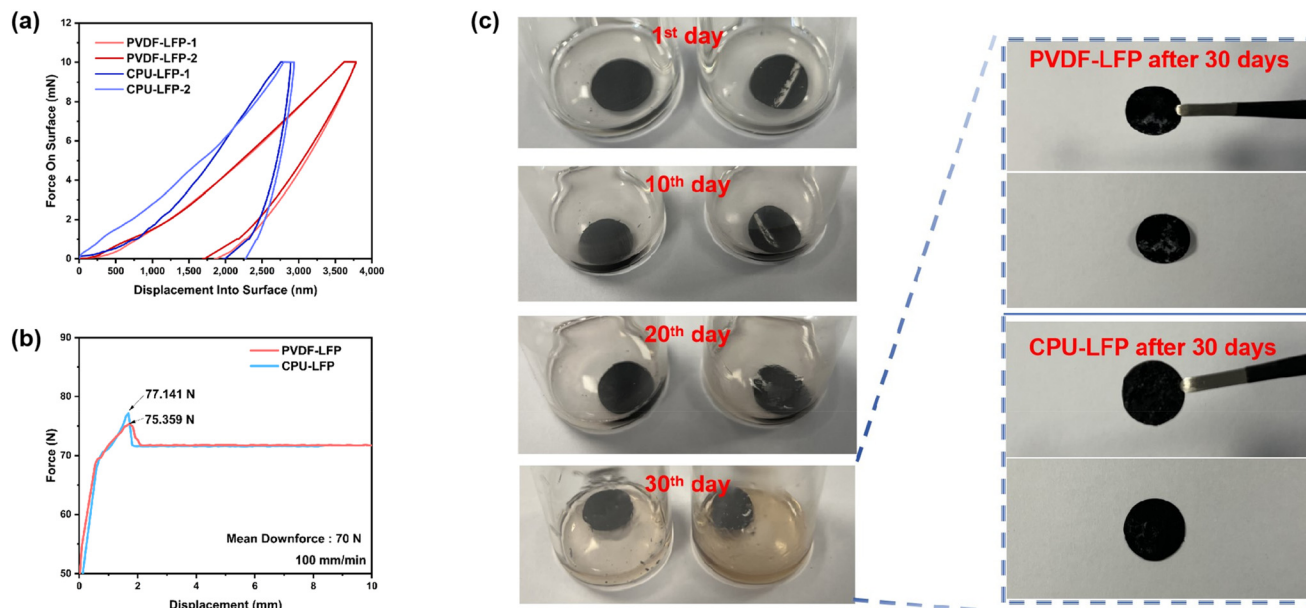 (a)
PVDF-LFP-1
PVDF-LFP-2
CPU-LFP-1
CPU-LFP-2
Force On Surface (mN)
12
10
8
6
4
2
0
0 500 1,000 1,500 2,000 2,500 3,000 3,500 4,000
Displacement Into Surface (nm)
(b)
PVDF-LFP
CPU-LFP
77.141 N
75.359 N
Force (N)
90
80
70
60
50
Mean Downforce : 70 N
100 mm/min
0 2 4 6 8 10
Displacement (mm)
(c)
1st day
10th day
20th day
30th day
PVDF-LFP after 30 days
CPU-LFP after 30 days